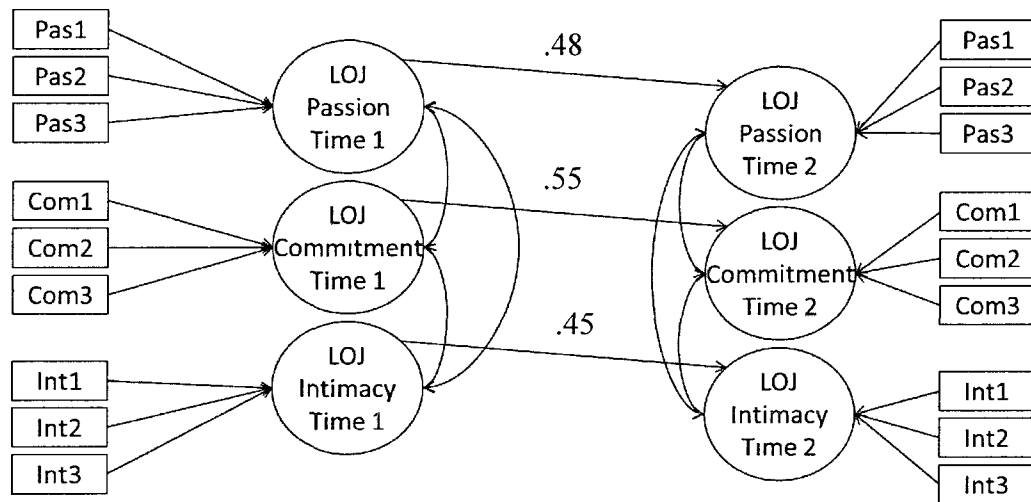 Pas1
Pas2
Pas3
LOJ
Passion
Time 1
.48
LOJ
Passion
Time 2
Pas1
Pas2
Pas3
Com1
Com2
Com3
LOJ
Commitment
Time 1
.55
LOJ
Commitment
Time 2
Com1
Com2
Com3
Int1
Int2
Int3
LOJ
Intimacy
Time 1
.45
LOJ
Intimacy
Time 2
Int1
Int2
Int3